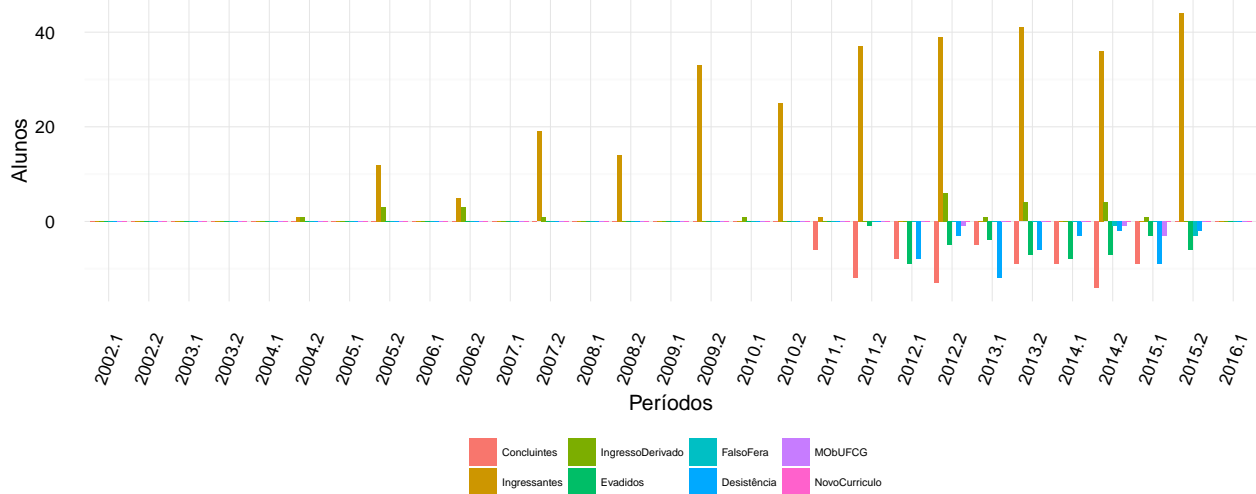 40
20
0
Alunos
2002.1 2002.2 2003.1 2003.2 2004.1 2004.2 2005.1 2005.2 2006.1 2006.2 2007.1 2007.2 2008.1 2008.2 2009.1 2009.2 2010.1 2010.2 2011.1 2011.2 2012.1 2012.2 2013.1 2013.2 2014.1 2014.2 2015.1 2015.2 2016.1
Períodos
Concluintes IngressoDerivado FalsoFera MObUFCG
Ingressantes Evadidos Desistência NovoCurriculo